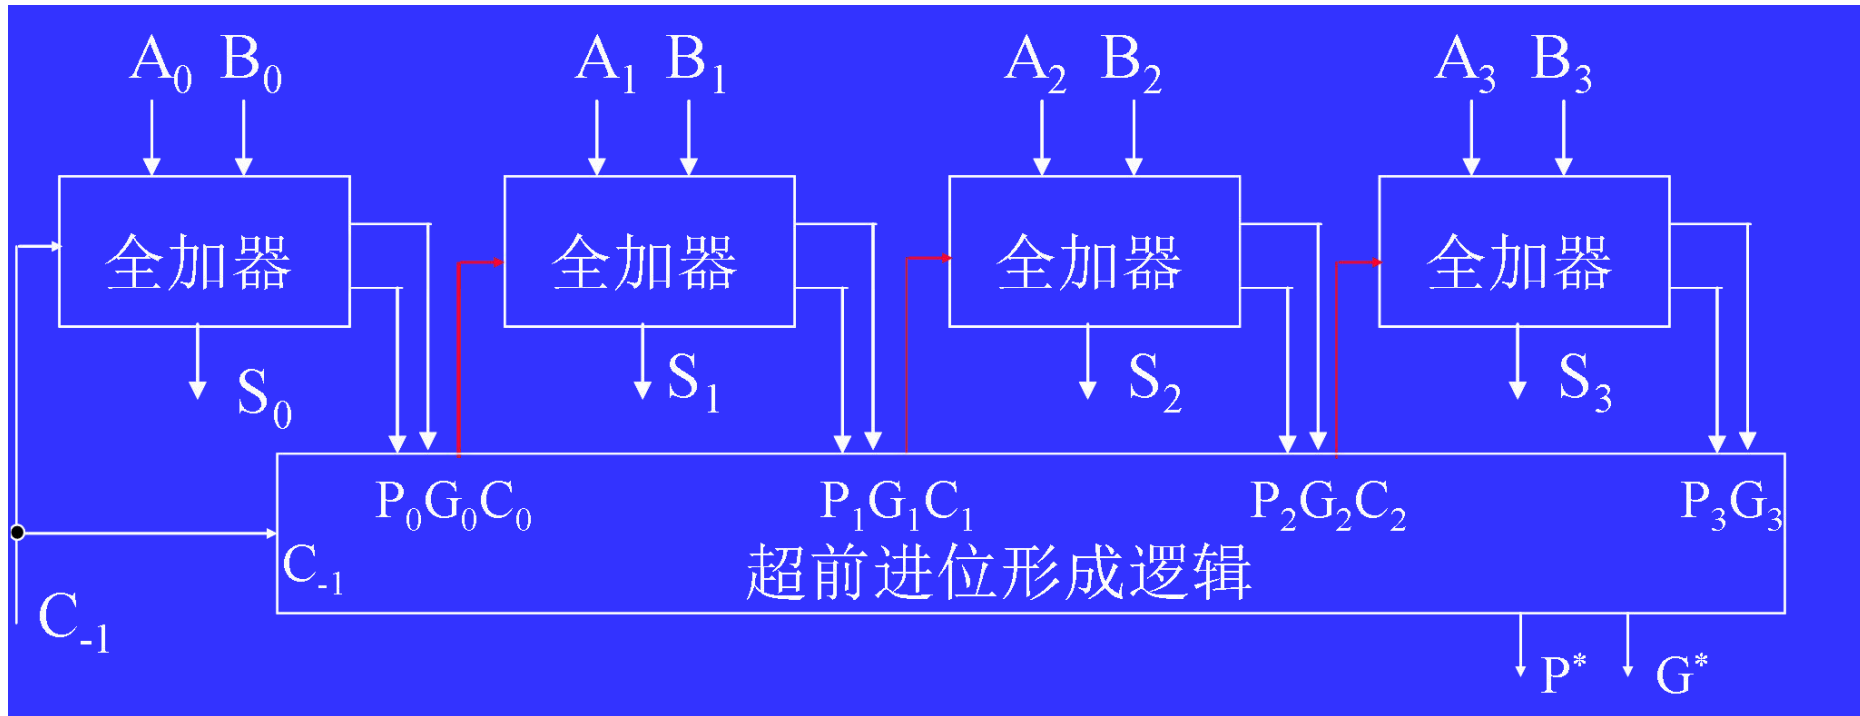 A₀ B₀ A₁ B₁ A₂ B₂ A₃ B₃
全加器 全加器 全加器 全加器
S₀ S₁ S₂ S₃
P₀G₀C₀ P₁G₁C₁ P₂G₂C₂ P₃G₃
C₋₁ 超前进位形成逻辑
C₋₁
P* G*